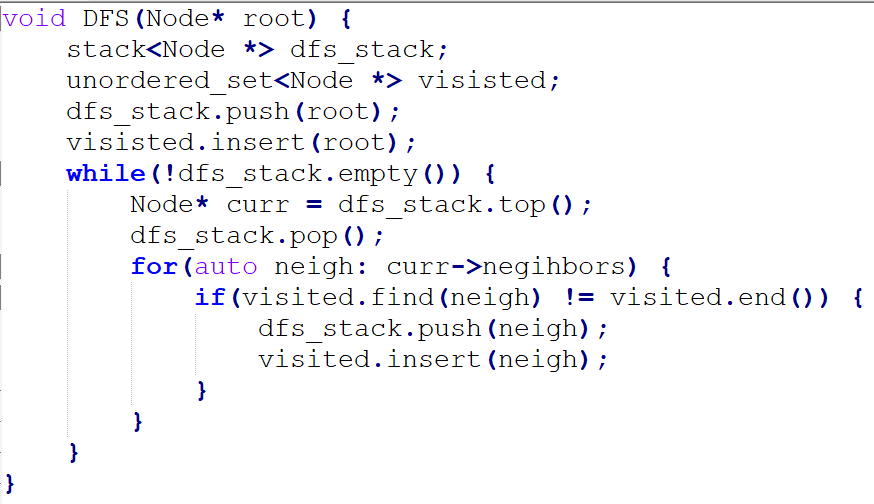 void DFS(Node* root) {
    stack<Node *> dfs_stack;
    unordered_set<Node *> visisted;
    dfs_stack.push(root);
    visisted.insert(root);
    while(!dfs_stack.empty()) {
        Node* curr = dfs_stack.top();
        dfs_stack.pop();
        for(auto neigh: curr->negihbors) {
            if(visited.find(neigh) != visited.end()) {
                dfs_stack.push(neigh);
                visited.insert(neigh);
            }
        }
    }
}